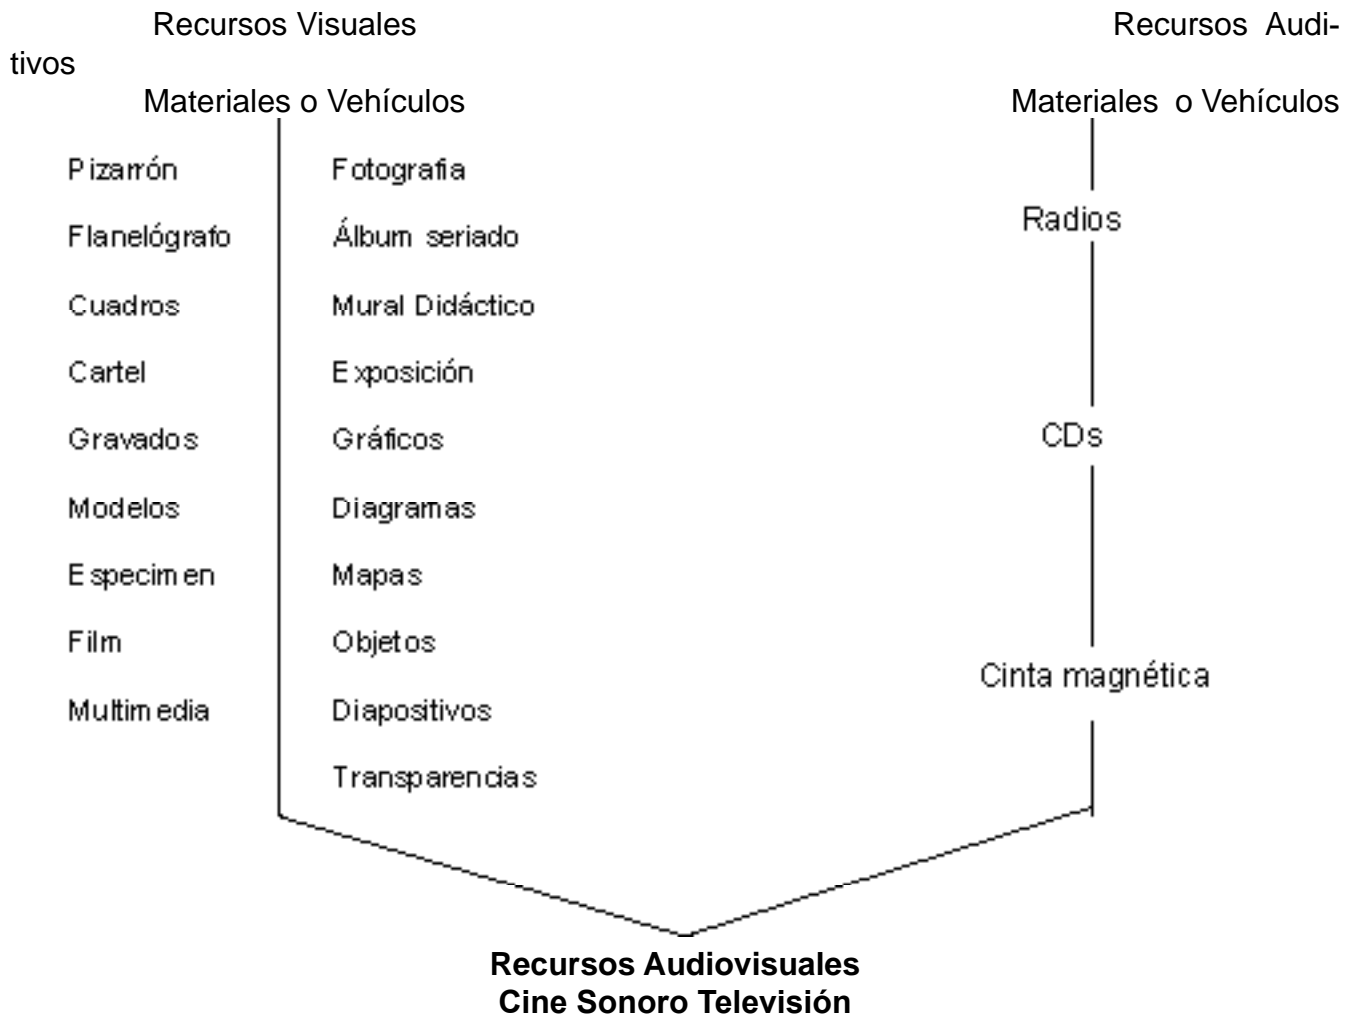 Recursos Visuales Recursos Audi-
tivos
Materiales o Vehículos Materiales o Vehículos
Pizarrón Fotografia
Radios
Flanelógrafo Álbum seriado
Cuadros Mural Didáctico
Cartel Exposición
Gravados Gráficos
CDs
Modelos Diagramas
Especimen Mapas
Film Objetos
Cinta magnética
Multimedia Diapositivos
Transparencias
Recursos Audiovisuales
Cine Sonoro Televisión